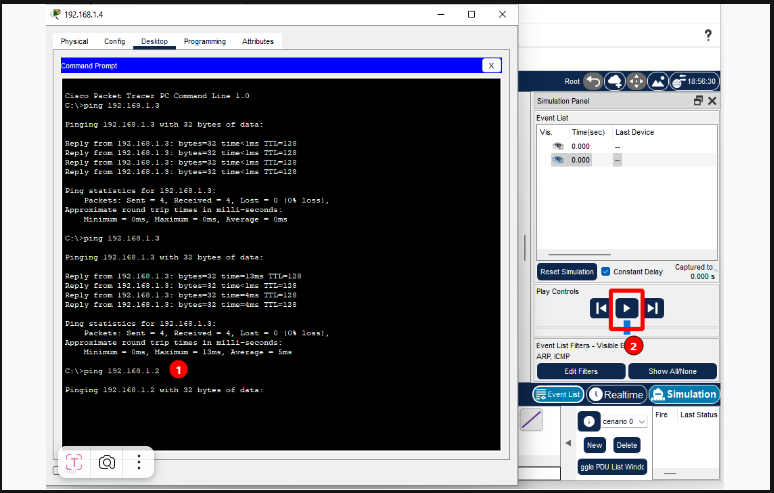 192.168.1.4
Physical Config Desktop Programming Attributes
Command Prompt
X
Cisco Packet Tracer PC Command Line 1.0
C:\>ping 192.168.1.3
Pinging 192.168.1.3 with 32 bytes of data:
Reply from 192.168.1.3: bytes=32 time<1ms TTL=128
Reply from 192.168.1.3: bytes=32 time<1ms TTL=128
Reply from 192.168.1.3: bytes=32 time<1ms TTL=128
Reply from 192.168.1.3: bytes=32 time<1ms TTL=128
Ping statistics for 192.168.1.3:
Packets: Sent = 4, Received = 4, Lost = 0 (0% loss),
Approximate round trip times in milli-seconds:
Minimum = 0ms, Maximum = 0ms, Average = 0ms
C:\>ping 192.168.1.3
Pinging 192.168.1.3 with 32 bytes of data:
Reply from 192.168.1.3: bytes=32 time=13ms TTL=128
Reply from 192.168.1.3: bytes=32 time<1ms TTL=128
Reply from 192.168.1.3: bytes=32 time=4ms TTL=128
Reply from 192.168.1.3: bytes=32 time=4ms TTL=128
Ping statistics for 192.168.1.3:
Packets: Sent = 4, Received = 4, Lost = 0 (0% loss),
Approximate round trip times in milli-seconds:
Minimum = 0ms, Maximum = 13ms, Average = 5ms
C:\>ping 192.168.1.2
1
Pinging 192.168.1.2 with 32 bytes of data:
T
?
Root
18:56:30
Simulation Panel
Event List
Vis. Time(sec) Last Device
0.000 --
0.000 --
Reset Simulation Constant Delay
Captured to:
0.000 s
Play Controls
2
Event List Filters - Visible E
ARP, ICMP
Edit Filters Show All/None
Event List Realtime Simulation
cenario 0
Fire Last Status
New Delete
ggle PDU List Windo